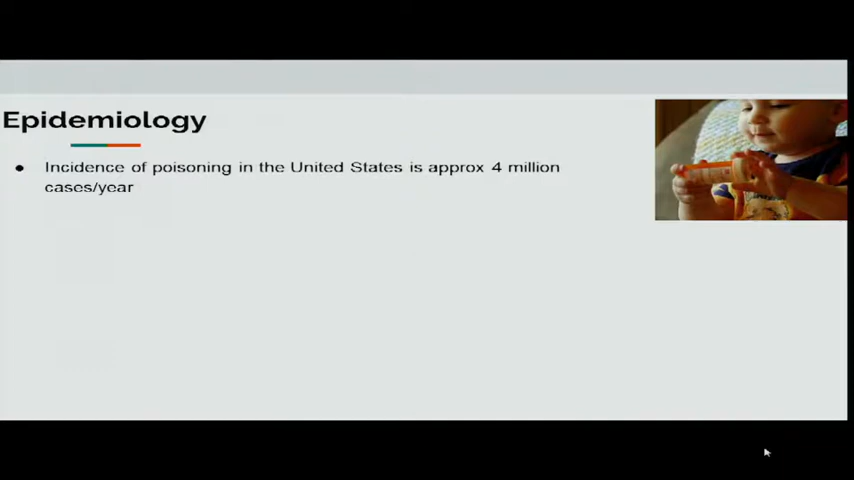 Epidemiology
● Incidence of poisoning in the United States is approx 4 million
cases/year